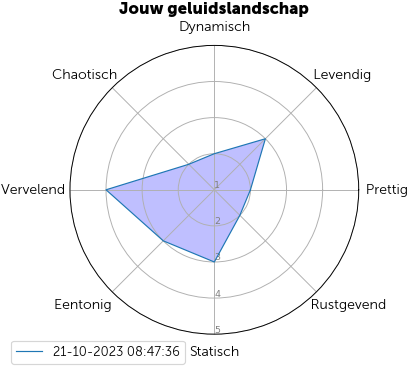 Jouw geluidslandschap
Dynamisch
Chaotisch
Levendig
Vervelend
1
Prettig
2
3
4
Eentonig
Rustgevend
5
21-10-2023 08:47:36
Statisch